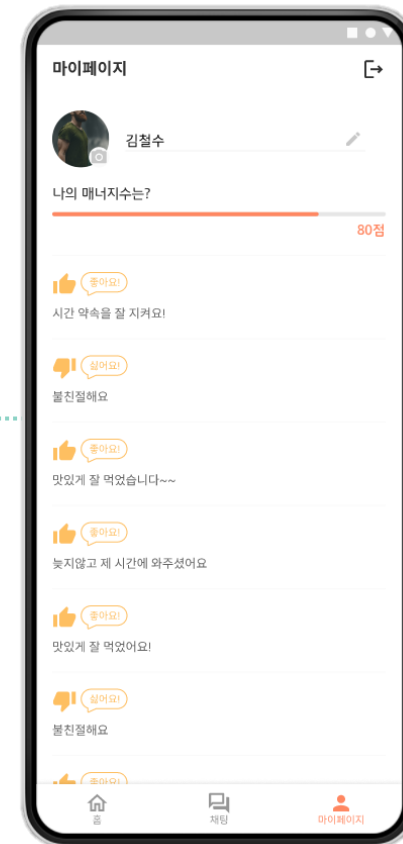 마이페이지
김철수
나의 매너지수는?
80점
좋아요!
시간 약속을 잘 지켜요!
싫어요!
불친절해요
좋아요!
맛있게 잘 먹었습니다~~
좋아요!
늦지않고 제 시간에 와주셨어요
좋아요!
맛있게 잘 먹었어요!
싫어요!
불친절해요
좋아요!
홈
채팅
마이페이지